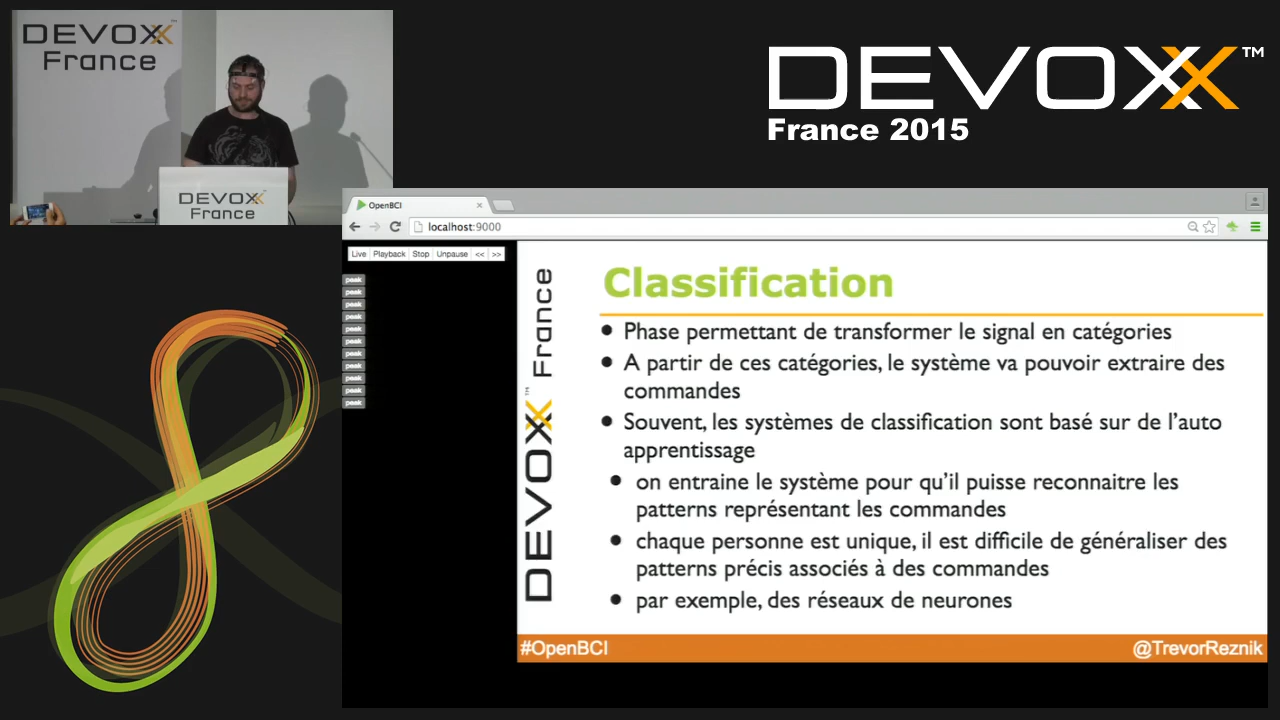 DEVOXX™
France
DEVOXX™
France
DEVOXX™
France 2015
OpenBCI
localhost:9000
Live Playback Stop Unpause << >>
peak
peak
peak
peak
peak
peak
peak
peak
peak
peak
peak
DEVOXX™ France
Classification
• Phase permettant de transformer le signal en catégories
• A partir de ces catégories, le système va pouvoir extraire des
commandes
• Souvent, les systèmes de classification sont basé sur de l'auto
apprentissage
• on entraine le système pour qu'il puisse reconnaitre les
patterns représentant les commandes
• chaque personne est unique, il est difficile de généraliser des
patterns précis associés à des commandes
• par exemple, des réseaux de neurones
#OpenBCI
@TrevorReznik